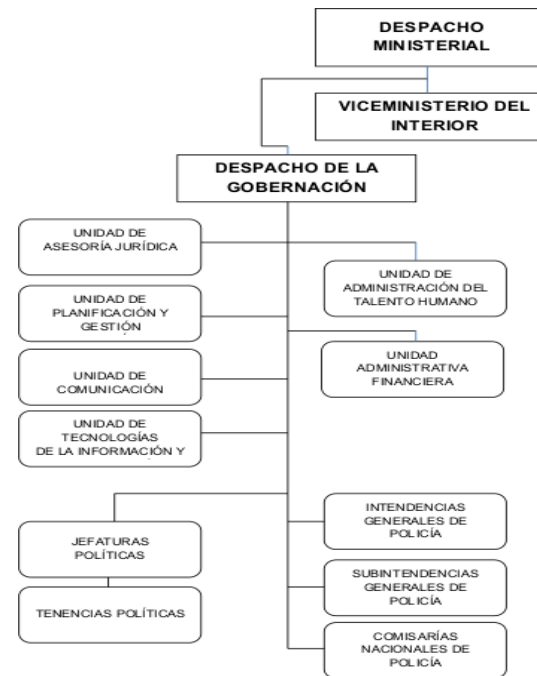 DESPACHO
MINISTERIAL
VICEMINISTERIO DEL
INTERIOR
DESPACHO DE LA
GOBERNACIÓN
UNIDAD DE
ASESORÍA JURÍDICA
UNIDAD DE
ADMINISTRACIÓN DEL
TALENTO HUMANO
UNIDAD DE
PLANIFICACIÓN Y
GESTIÓN
UNIDAD
ADMINISTRATIVA
FINANCIERA
UNIDAD DE
COMUNICACIÓN
UNIDAD DE
TECNOLOGÍAS
DE LA INFORMACIÓN Y
JEFATURAS
POLÍTICAS
INTENDENCIAS
GENERALES DE
POLICÍA
TENENCIAS POLÍTICAS
SUBINTENDENCIAS
GENERALES DE
POLICÍA
COMISARÍAS
NACIONALES DE
POLICÍA